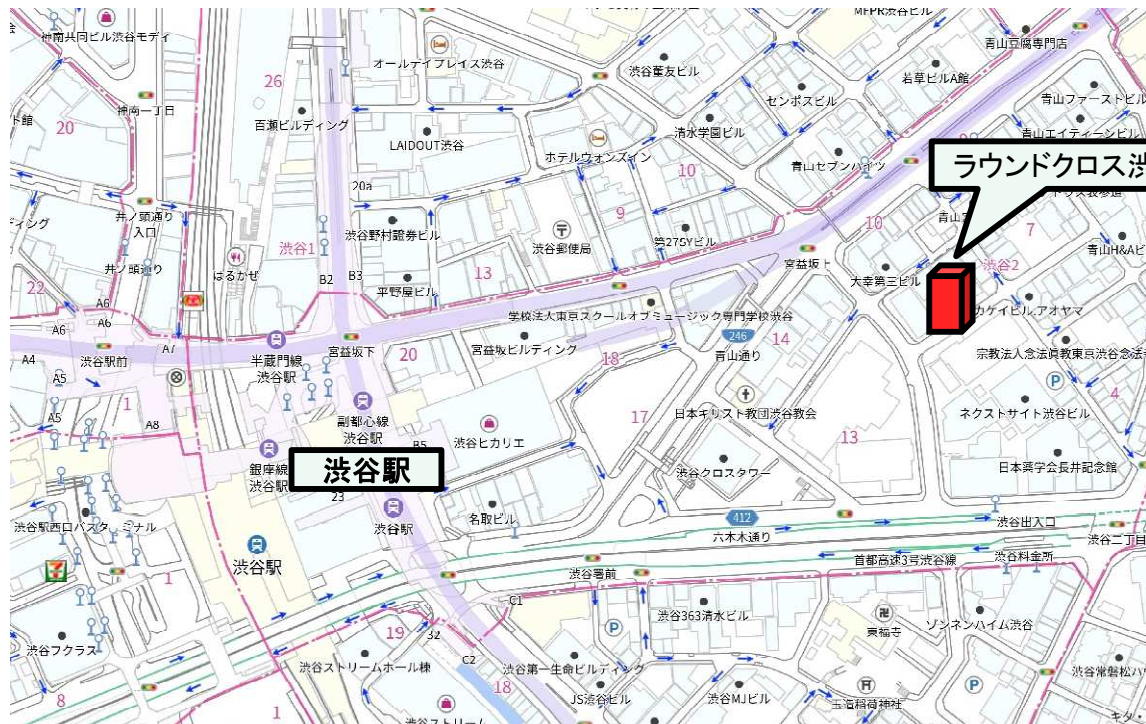 神南共同ビル渋谷モディ
MFPR渋谷ビル
オールデイプレイス渋谷
渋谷董友ビル
青山豆腐専門店
若草ビルA館
26
センポスビル
青山ファーストビル
神南一丁目
百瀬ビルディング
20
清水学園ビル
青山エイティーンビル
LAIDOUT渋谷
ホテルウィングイン
青山セブンハイツ
10
ラウンドクロス渋
20a
井ノ頭通り
入口
9
10
渋谷野村證券ビル
渋谷郵便局
第27SYビル
7
渋谷1
青山H&Aビ
井ノ頭通り
はるかぜ
B2
B3
13
宮益坂上
渋谷2
22
平野屋ビル
大幸第三ビル
A6
A6
A6
学校法人東京スクールオブミュージック専門学校渋谷
カケイビル.アオヤマ
14
渋谷駅前
A7
宮益坂下
20
宮益坂ビルディング
18
246
青山通り
宗教法人念法眞教東京渋谷念法
A4
半蔵門線
渋谷駅
A5
1
A5
A8
副都心線
渋谷駅
17
日本キリスト教団渋谷教会
P
4
ネクストサイト渋谷ビル
13
B5
渋谷ヒカリエ
銀座線
渋谷駅
渋谷駅
23
渋谷クロスタワー
日本薬学会長井記念館
渋谷駅西口バスターミナル
渋谷駅
名取ビル
412
六本木通り
渋谷出入口
渋谷二丁目
渋谷駅
首都高速3号渋谷線
渋谷料金所
1
渋谷署前
C1
渋谷363清水ビル
東福寺
ゾンネンハイム渋谷
P
19
32
C2
渋谷フクラス
渋谷ストリームホール棟
渋谷第一生命ビルディング
渋谷常磐松ハ
P
8
1
18
JS渋谷ビル
渋谷MJビル
玉造稲荷神社
渋谷ストリーム